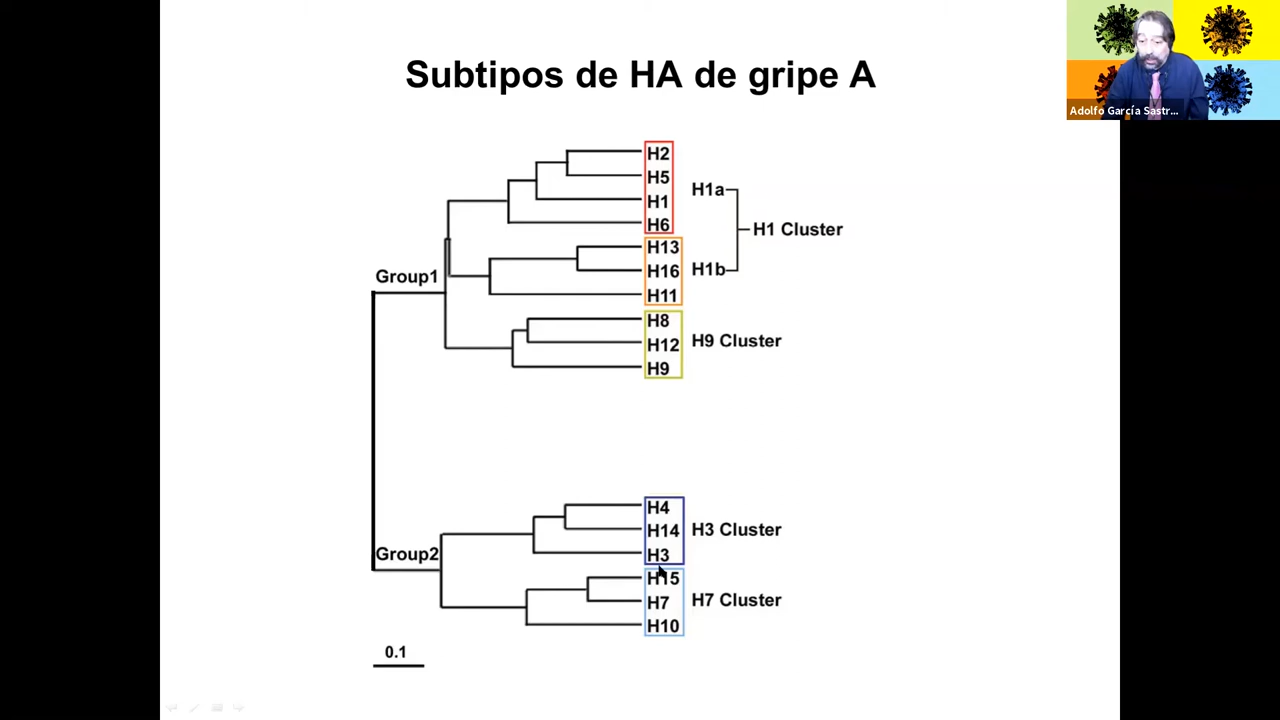 Subtipos de HA de gripe A
Adolfo García Sastr...
H2
H5
H1
H6
H1a
H1 Cluster
H13
H16
H11
H1b
Group1
H8
H12
H9
H9 Cluster
H4
H14
H3
H3 Cluster
Group2
H15
H7
H10
H7 Cluster
0.1